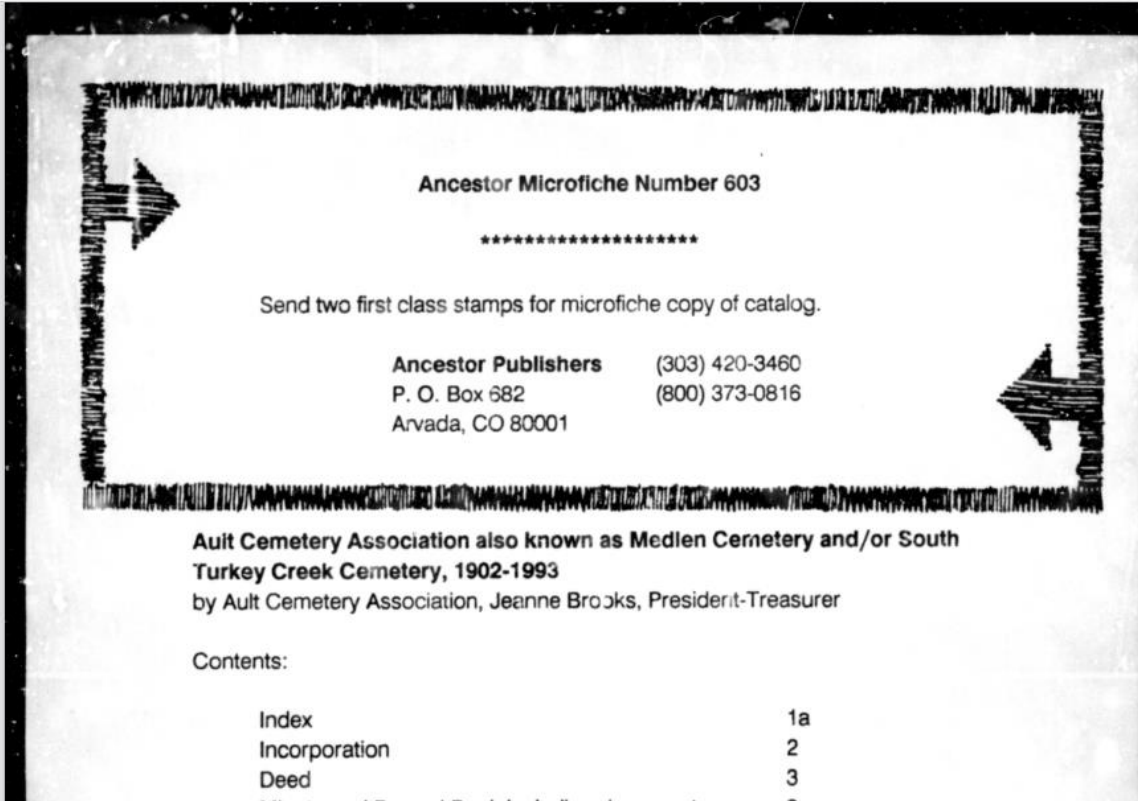 Ancestor Microfiche Number 603
********************
Send two first class stamps for microfiche copy of catalog.
Ancestor Publishers (303) 420-3460
P. O. Box 682 (800) 373-0816
Arvada, CO 80001
Ault Cemetery Association also known as Medlen Cemetery and/or South
Turkey Creek Cemetery, 1902-1993
by Ault Cemetery Association, Jeanne Brooks, President-Treasurer
Contents:
Index 1a
Incorporation 2
Deed 3